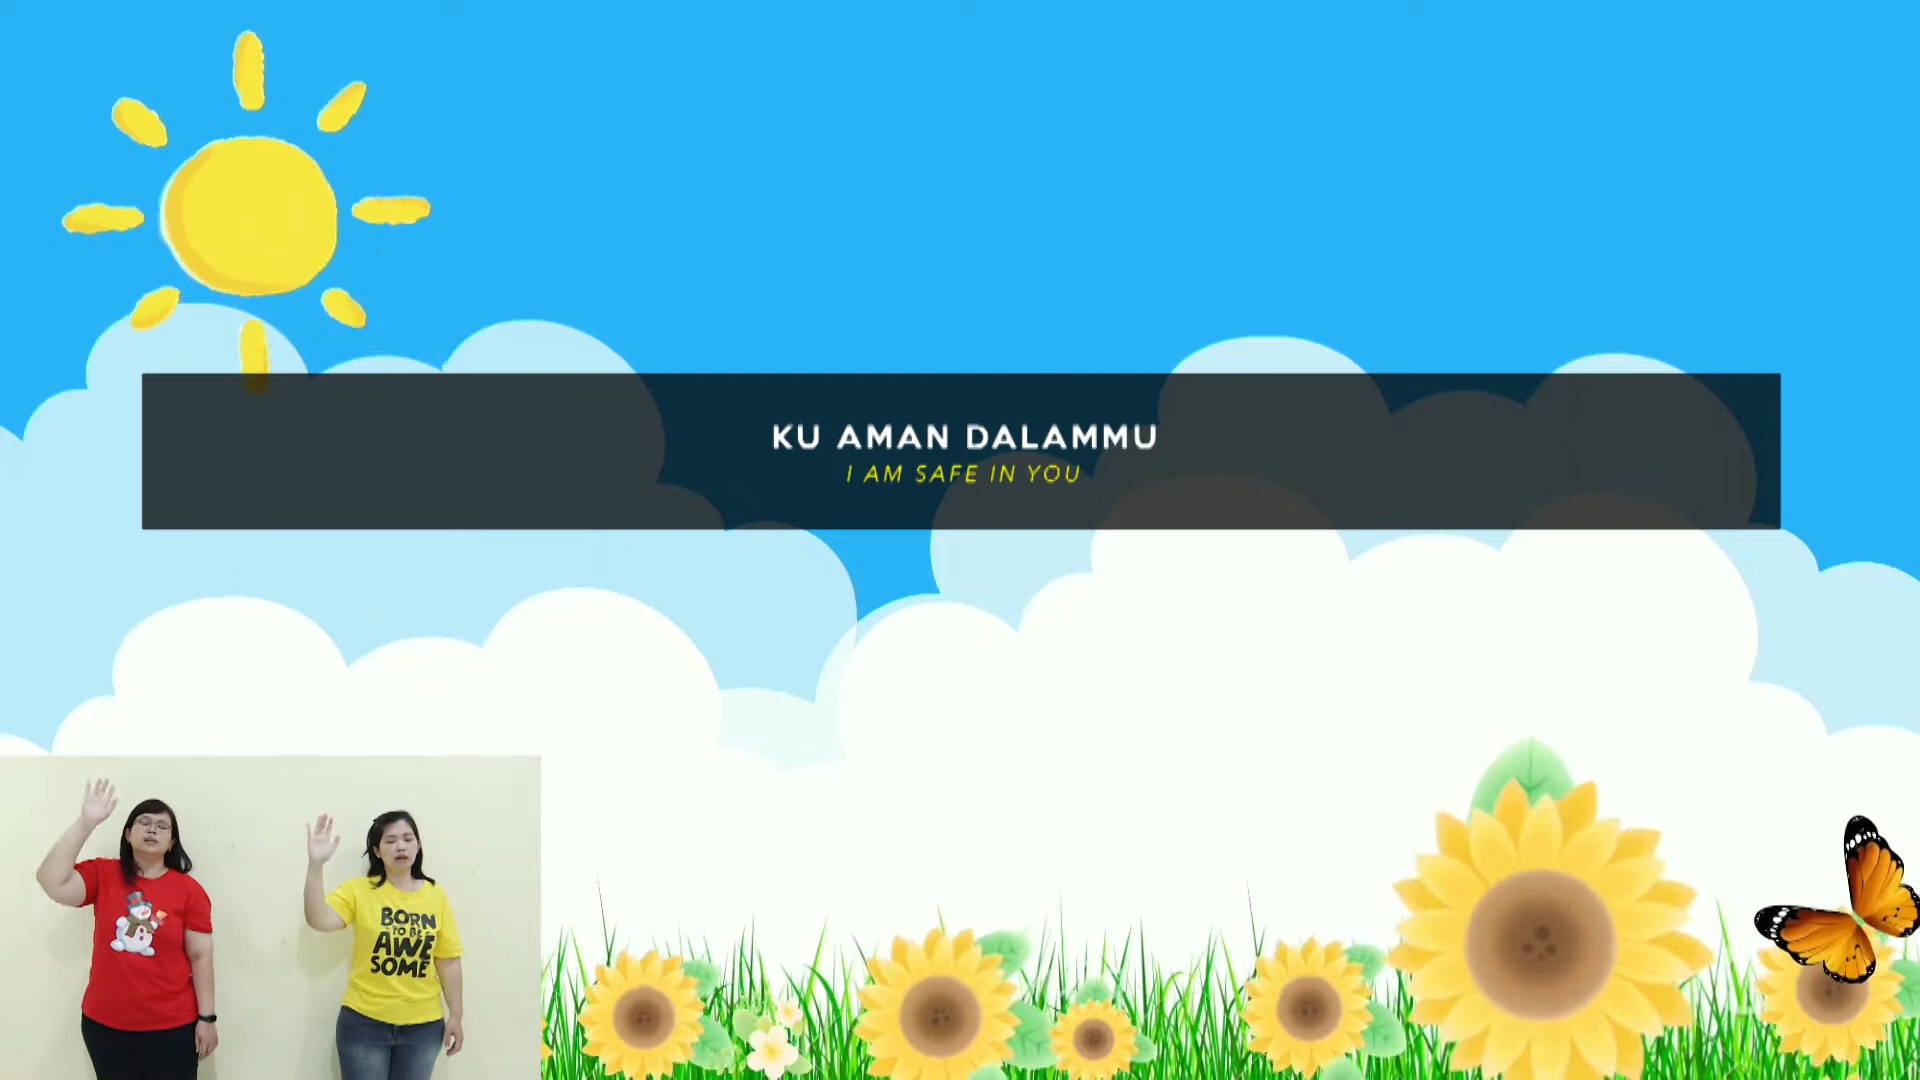 KU AMAN DALAMMU
I AM SAFE IN YOU
BORN
TO BE
AWE
SOME